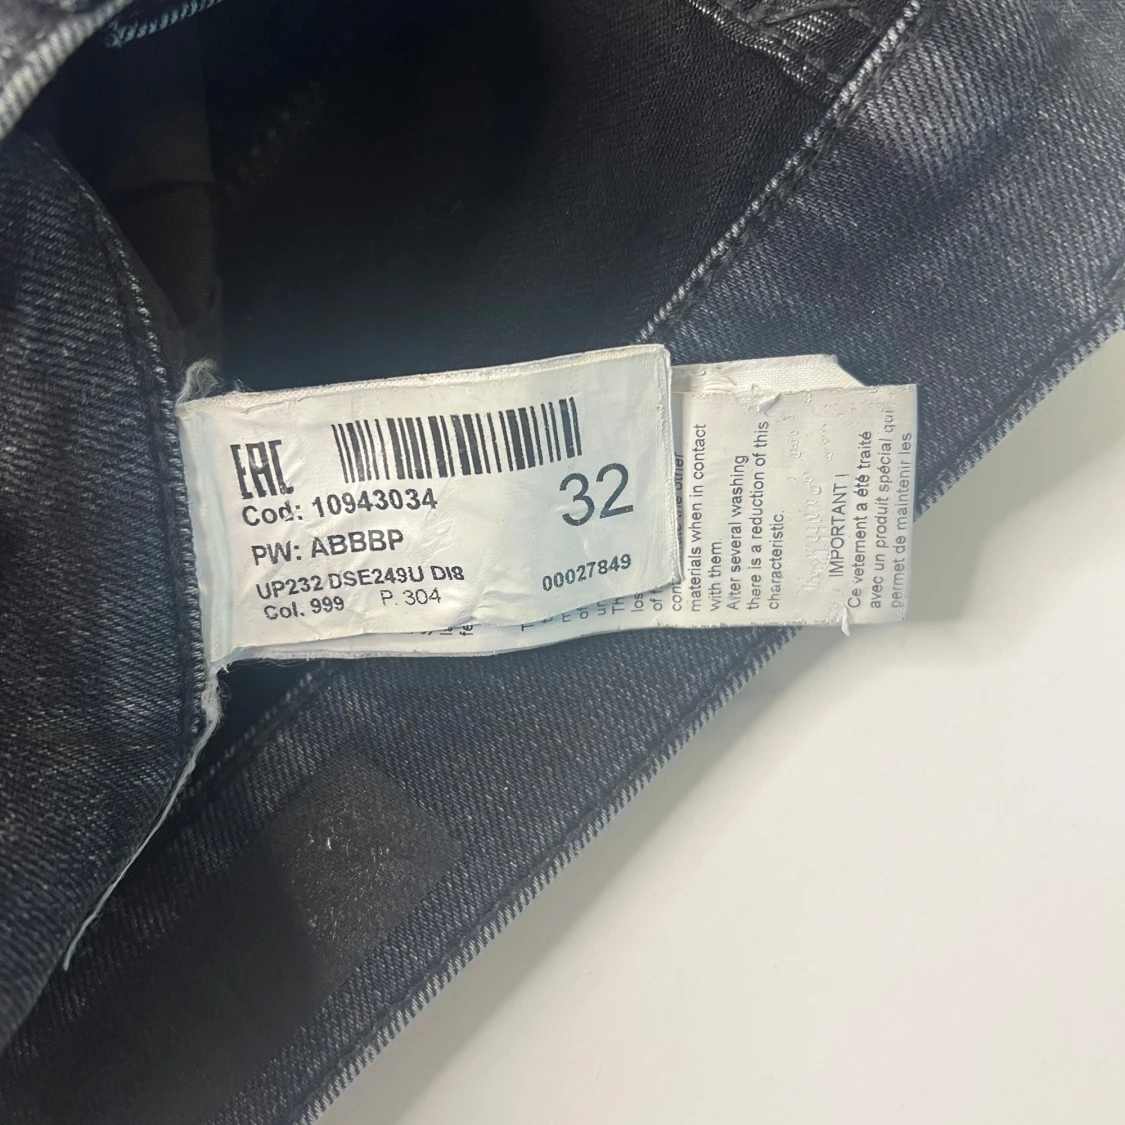 EAC
Cod: 10943034
PW: ABBBP
UP232 DSE249U DI8
Col. 999 P. 304
32
00027849
materials when in contact
with them.
After several washing
there is a reduction of this
characteristic.
IMPORTANT !
Ce vetement a été traité
avec un produit spécial qui
permet de maintenir les